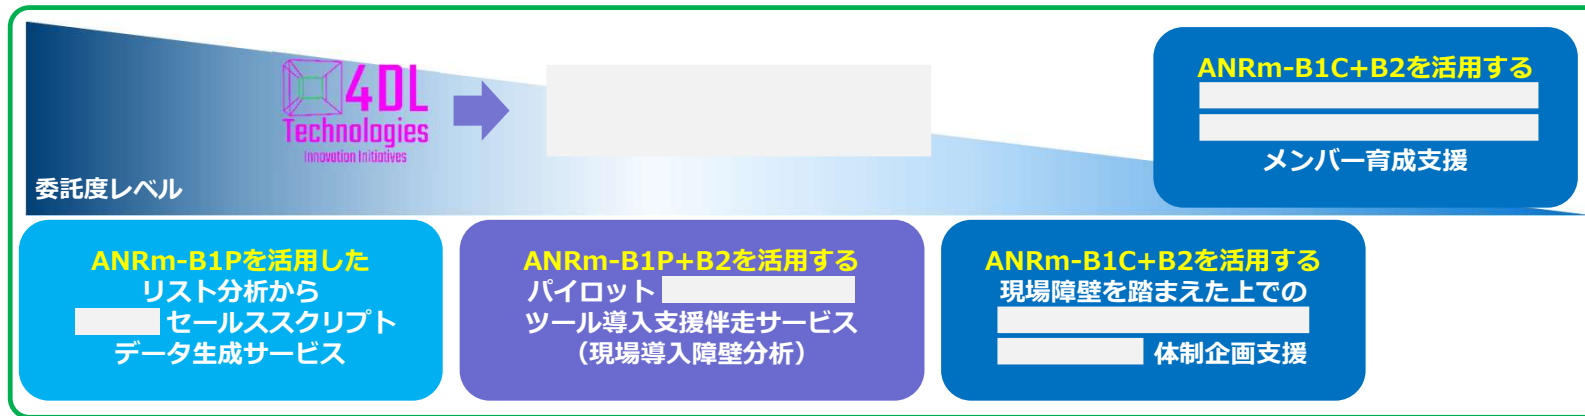 4DL
Technologies
Innovation Initiatives
委託度レベル
ANRm-B1C+B2を活用する
メンバー育成支援
ANRm-B1Pを活用した
リスト分析から
セールススクリプト
データ生成サービス
ANRm-B1P+B2を活用する
パイロット
ツール導入支援伴走サービス
（現場導入障壁分析）
ANRm-B1C+B2を活用する
現場障壁を踏まえた上での
体制企画支援